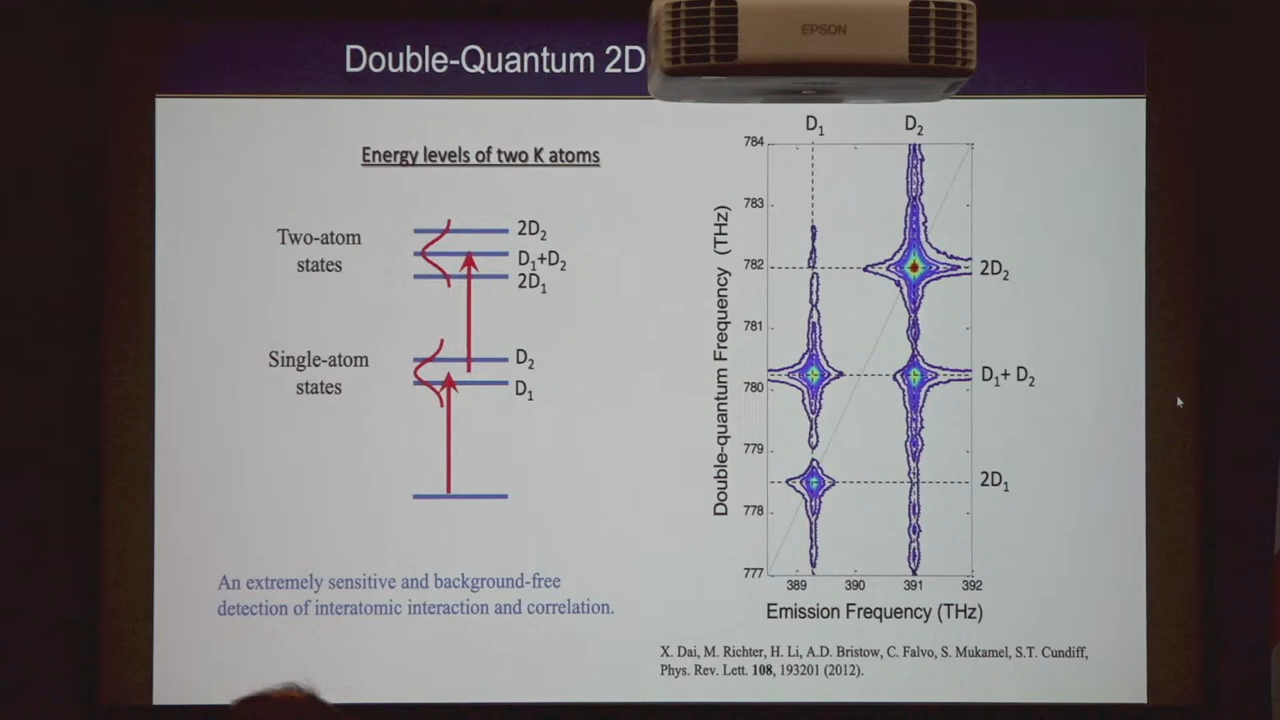 EPSON
Double-Quantum 2D
Energy levels of two K atoms
Two-atom
states
2D₂
D₁+D₂
2D₁
Single-atom
states
D₂
D₁
An extremely sensitive and background-free
detection of interatomic interaction and correlation.
D₁ D₂
784
783
782
781
780
779
778
777
Double-quantum Frequency (THz)
2D₂
D₁+ D₂
2D₁
389 390 391 392
Emission Frequency (THz)
X. Dai, M. Richter, H. Li, A.D. Bristow, C. Falvo, S. Mukamel, S.T. Cundiff,
Phys. Rev. Lett. 108, 193201 (2012).